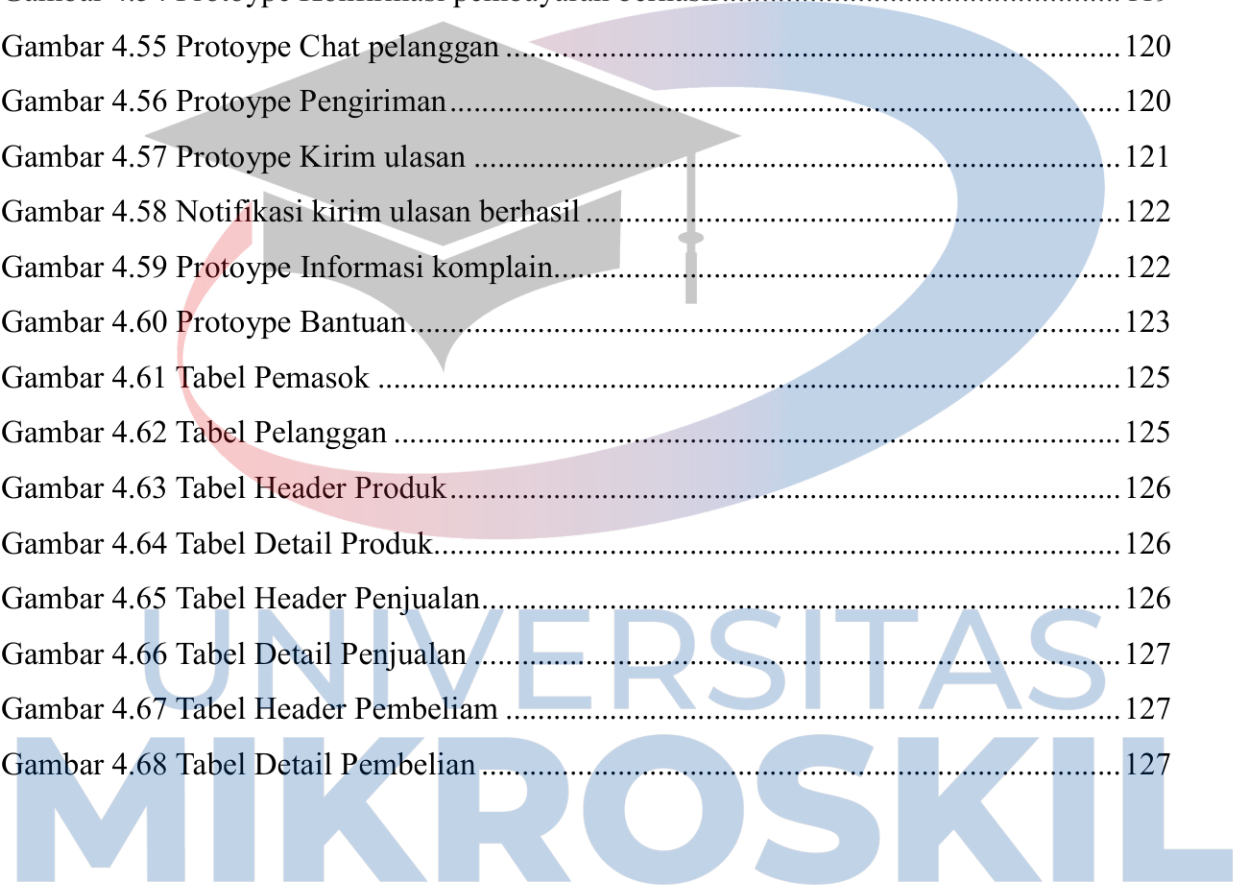 Gambar 4.55 Protoype Chat pelanggan ........ 120
Gambar 4.56 Protoype Pengiriman ........ 120
Gambar 4.57 Protoype Kirim ulasan ........ 121
Gambar 4.58 Notifikasi kirim ulasan berhasil ........ 122
Gambar 4.59 Protoype Informasi komplain ........ 122
Gambar 4.60 Protoype Bantuan ........ 123
Gambar 4.61 Tabel Pemasok ........ 125
Gambar 4.62 Tabel Pelanggan ........ 125
Gambar 4.63 Tabel Header Produk ........ 126
Gambar 4.64 Tabel Detail Produk ........ 126
Gambar 4.65 Tabel Header Penjualan ........ 126
Gambar 4.66 Tabel Detail Penjualan ........ 127
Gambar 4.67 Tabel Header Pembeliam ........ 127
Gambar 4.68 Tabel Detail Pembelian ........ 127
UNIVERSITAS
MIKROSKIL